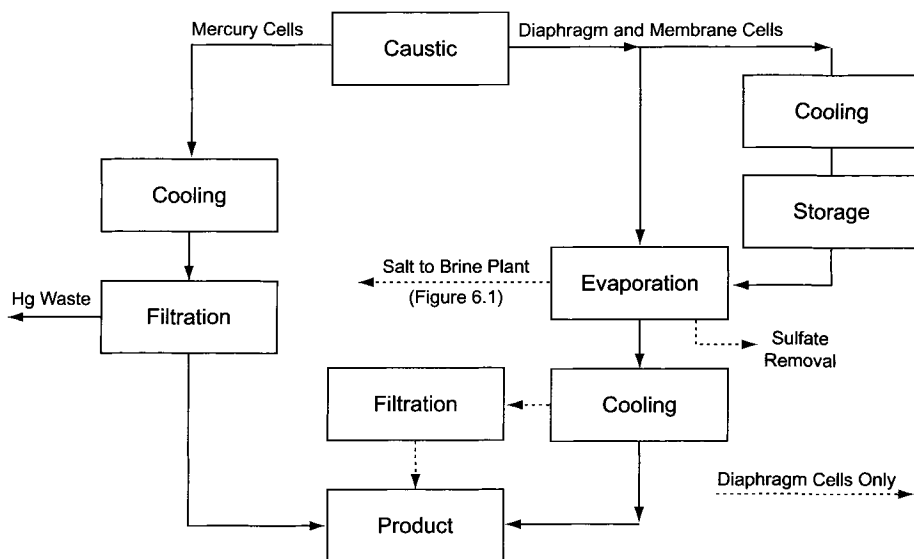 Mercury Cells
Caustic
Diaphragm and Membrane Cells
Cooling
Cooling
Storage
Salt to Brine Plant
(Figure 6.1)
Evaporation
Hg Waste
Filtration
Sulfate
Removal
Filtration
Cooling
Diaphragm Cells Only
Product